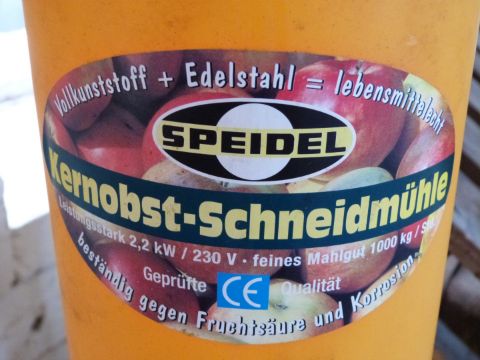 Vollkunststoff + Edelstahl = lebensmittelecht
SPEIDEL
Kernobst-Schneidmühle
Leistungsstark 2,2 kW / 230 V · feines Mahlgut 1000 kg /
Geprüfte CE Qualität
beständig gegen Fruchtsäure und Korrosion